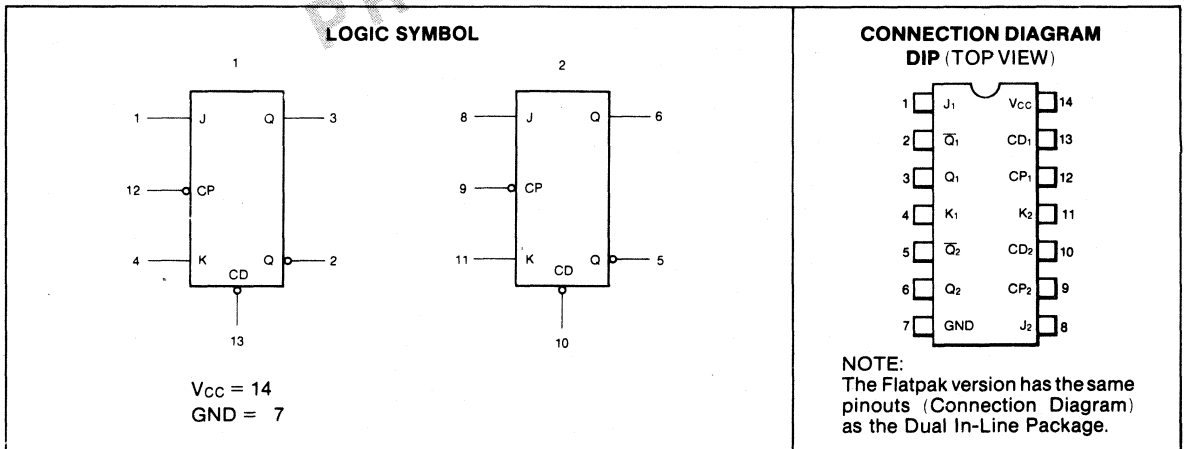 LOGIC SYMBOL
1
1 J Q 3
12 CP
4 K Q 2
CD
13
2
8 J Q 6
9 CP
11 K Q 5
CD
10
VCC = 14
GND = 7
CONNECTION DIAGRAM
DIP (TOP VIEW)
1 J1 VCC 14
2 Q̅1 CD1 13
3 Q1 CP1 12
4 K1 K2 11
5 Q̅2 CD2 10
6 Q2 CP2 9
7 GND J2 8
NOTE:
The Flatpak version has the same
pinouts (Connection Diagram)
as the Dual In-Line Package.